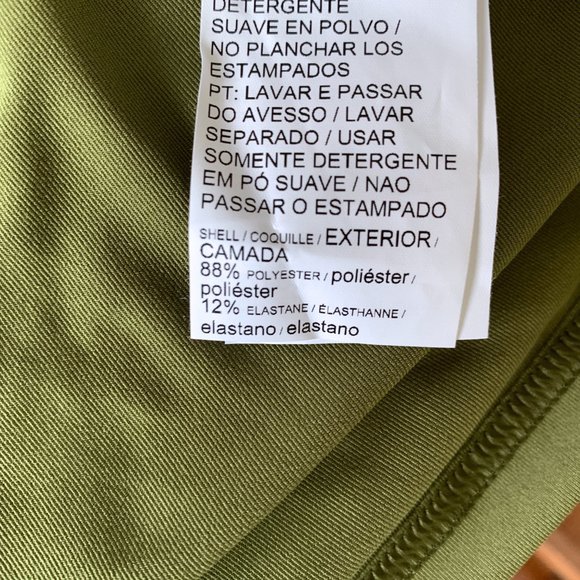 DETERGENTE
SUAVE EN POLVO /
NO PLANCHAR LOS
ESTAMPADOS
PT: LAVAR E PASSAR
DO AVESSO / LAVAR
SEPARADO / USAR
SOMENTE DETERGENTE
EM PÓ SUAVE / NAO
PASSAR O ESTAMPADO
SHELL / COQUILLE / EXTERIOR /
CAMADA
88% POLYESTER / poliéster /
poliéster
12% ELASTANE / ÉLASTHANNE /
elastano / elastano